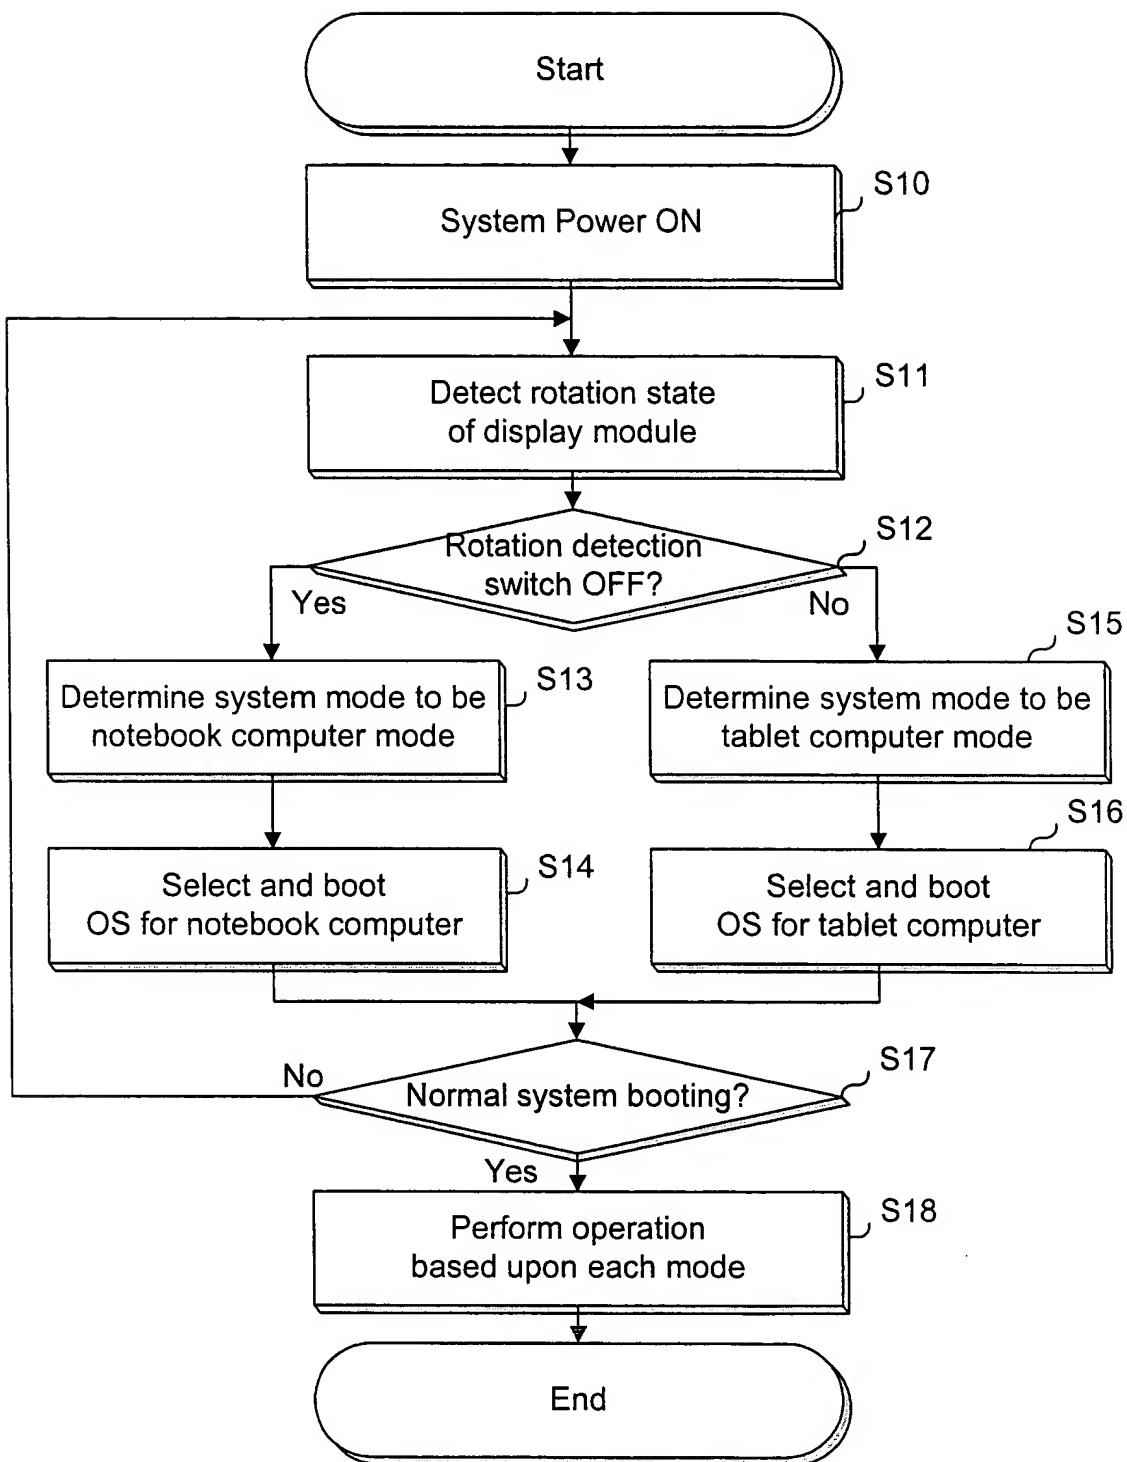 Start
S10
System Power ON
S11
Detect rotation state
of display module
S12
Rotation detection
switch OFF?
Yes
No
S13
Determine system mode to be
notebook computer mode
S15
Determine system mode to be
tablet computer mode
S14
Select and boot
OS for notebook computer
S16
Select and boot
OS for tablet computer
S17
No
Normal system booting?
Yes
S18
Perform operation
based upon each mode
End